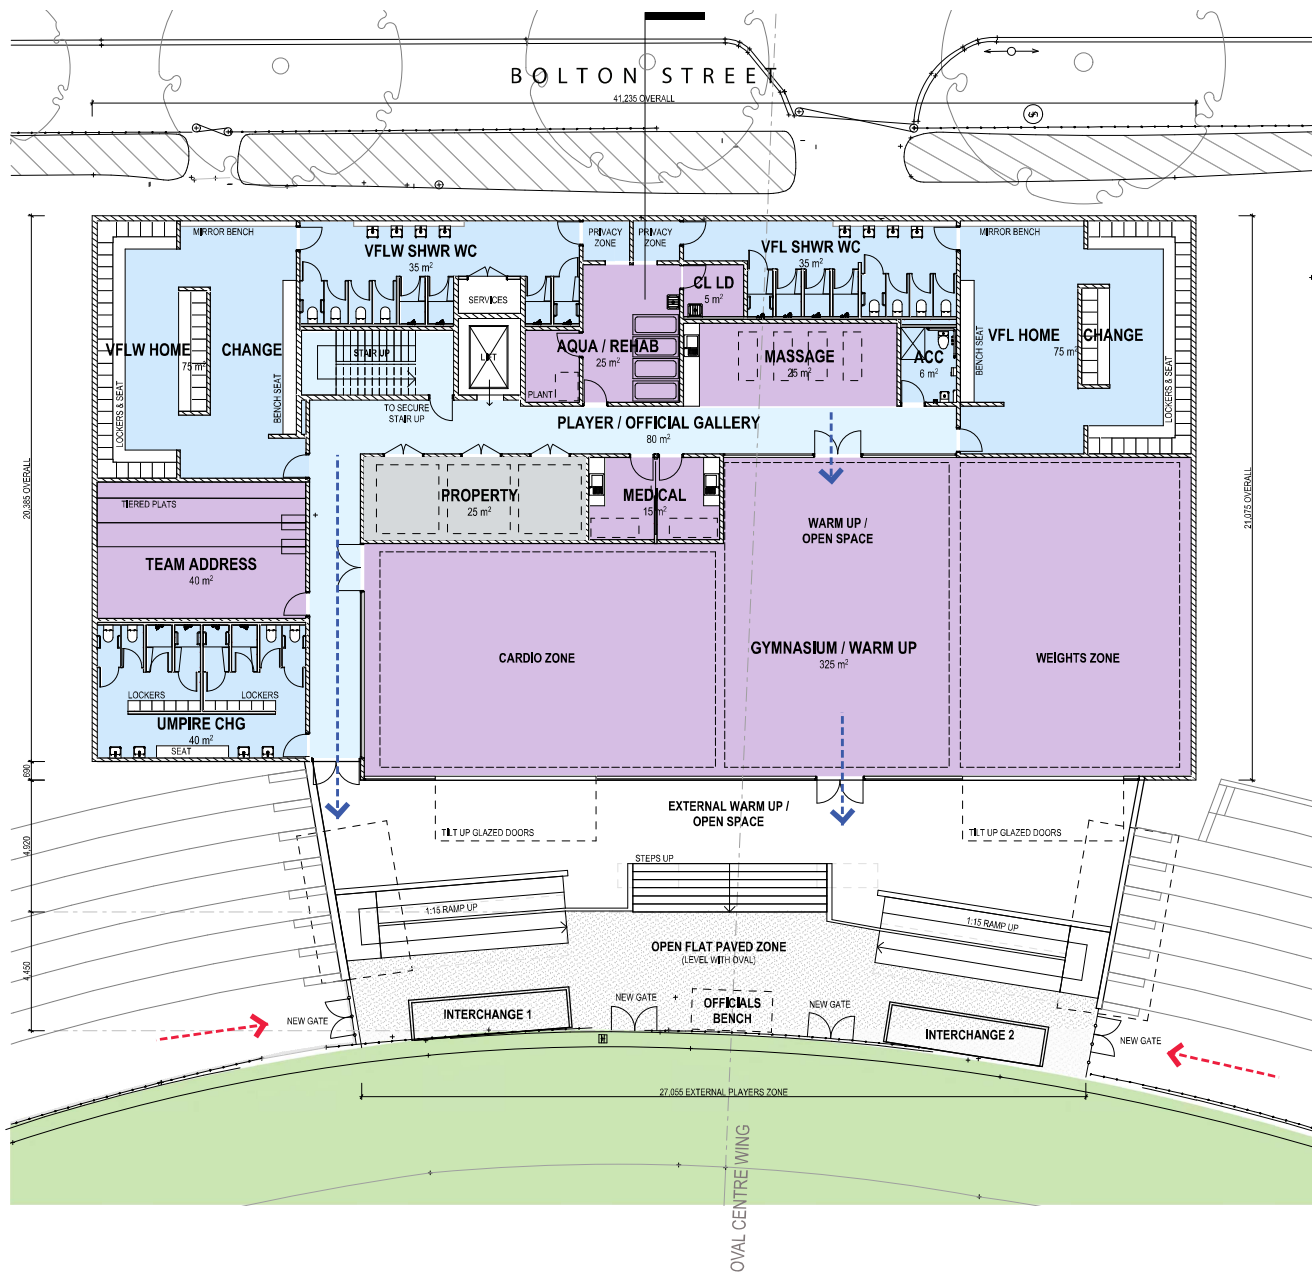 BOLTON STREET
41,235 OVERALL
S
MIRROR BENCH
VFLW SHWR WC
35 m²
PRIVACY
ZONE
PRIVACY
ZONE
VFL SHWR WC
35 m²
MIRROR BENCH
CL LD
5 m²
SERVICES
VFLW HOME
CHANGE
75 m²
STAIR UP
LIFT
AQUA / REHAB
25 m²
MASSAGE
25 m²
ACC
6 m²
VFL HOME
CHANGE
75 m²
BENCH SEAT
LOCKERS & SEAT
LOCKERS & SEAT
BENCH SEAT
PLANT
TO SECURE
STAIR UP
PLAYER / OFFICIAL GALLERY
80 m²
20,385 OVERALL
21,075 OVERALL
TIERED PLATS
PROPERTY
25 m²
MEDICAL
15 m²
WARM UP /
OPEN SPACE
TEAM ADDRESS
40 m²
CARDIO ZONE
GYMNASIUM / WARM UP
325 m²
WEIGHTS ZONE
LOCKERS
LOCKERS
UMPIRE CHG
40 m²
SEAT
690
4,920
4,450
EXTERNAL WARM UP /
OPEN SPACE
TILT UP GLAZED DOORS
TILT UP GLAZED DOORS
STEPS UP
1:15 RAMP UP
1:15 RAMP UP
OPEN FLAT PAVED ZONE
(LEVEL WITH OVAL)
NEW GATE
OFFICIALS
BENCH
NEW GATE
INTERCHANGE 1
INTERCHANGE 2
NEW GATE
NEW GATE
H
27,055 EXTERNAL PLAYERS ZONE
OVAL CENTRE WING